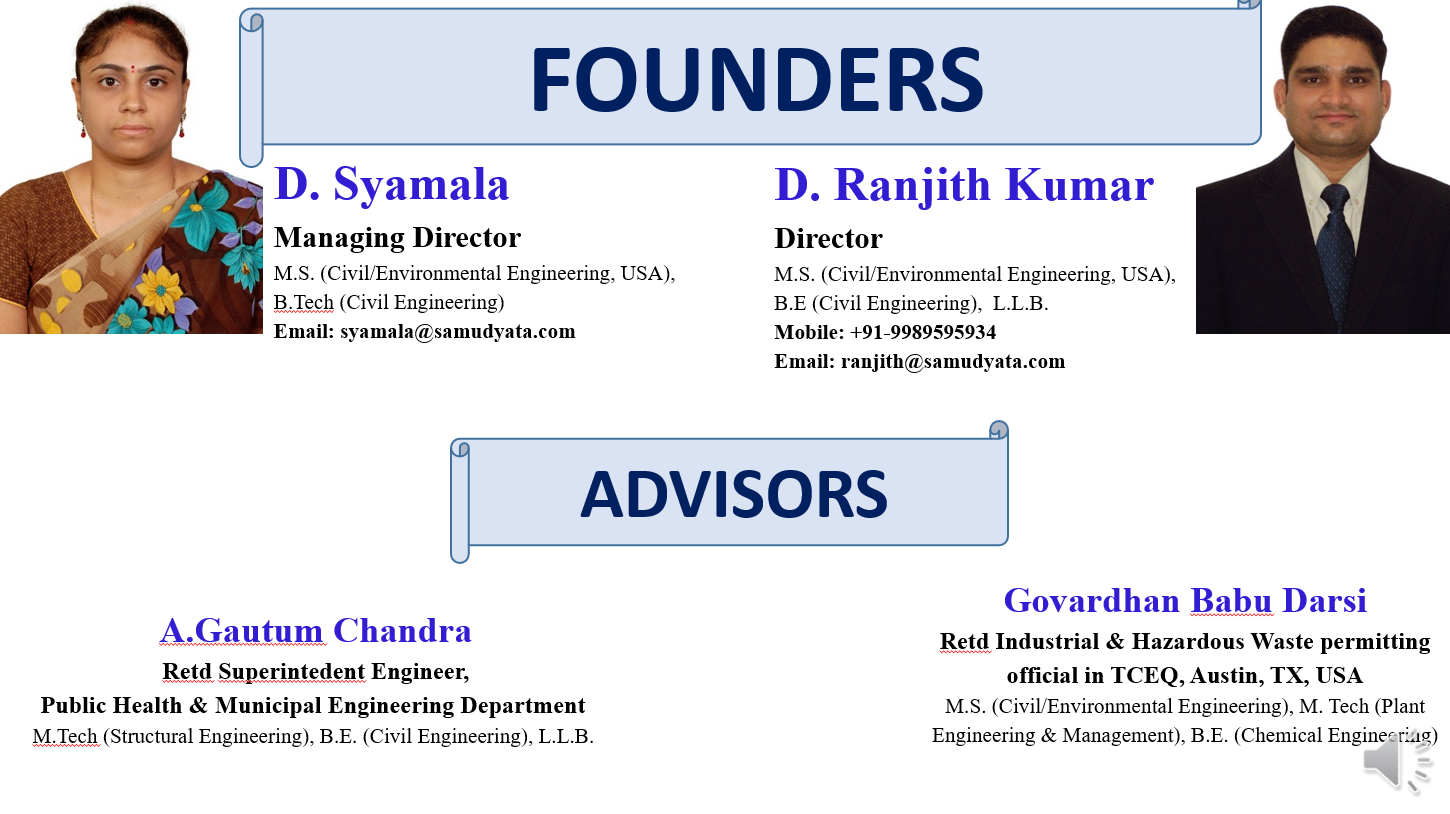 FOUNDERS
D. Syamala
Managing Director
M.S. (Civil/Environmental Engineering, USA),
B.Tech (Civil Engineering)
Email: syamala@samudyata.com
D. Ranjith Kumar
Director
M.S. (Civil/Environmental Engineering, USA),
B.E (Civil Engineering),  L.L.B.
Mobile: +91-9989595934
Email: ranjith@samudyata.com
ADVISORS
A.Gautum Chandra
Retd Superintedent Engineer,
Public Health & Municipal Engineering Department
M.Tech (Structural Engineering), B.E. (Civil Engineering), L.L.B.
Govardhan Babu Darsi
Retd Industrial & Hazardous Waste permitting
official in TCEQ, Austin, TX, USA
M.S. (Civil/Environmental Engineering), M. Tech (Plant
Engineering & Management), B.E. (Chemical Engineering)